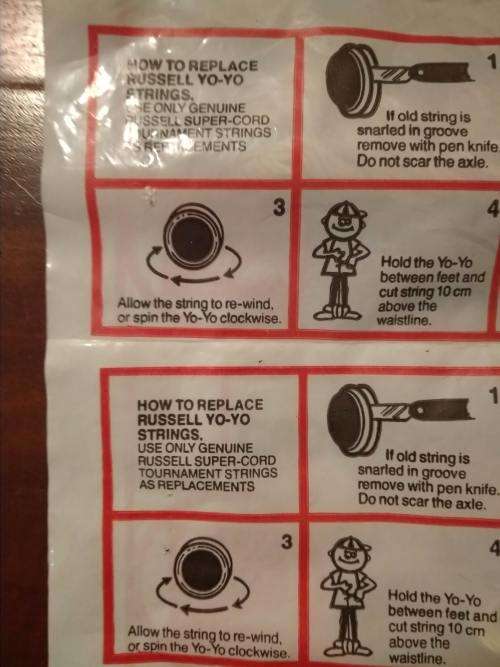 HOW TO REPLACE
RUSSELL YO-YO
STRINGS.
USE ONLY GENUINE
RUSSELL SUPER-CORD
TOURNAMENT STRINGS
AS REPLACEMENTS
1
If old string is
snarled in groove
remove with pen knife.
Do not scar the axle.
3
Allow the string to re-wind,
or spin the Yo-Yo clockwise.
4
Hold the Yo-Yo
between feet and
cut string 10 cm
above the
waistline.
HOW TO REPLACE
RUSSELL YO-YO
STRINGS.
USE ONLY GENUINE
RUSSELL SUPER-CORD
TOURNAMENT STRINGS
AS REPLACEMENTS
1
If old string is
snarled in groove
remove with pen knife.
Do not scar the axle.
3
Allow the string to re-wind,
or spin the Yo-Yo clockwise.
4
Hold the Yo-Yo
between feet and
cut string 10 cm
above the
waistline.